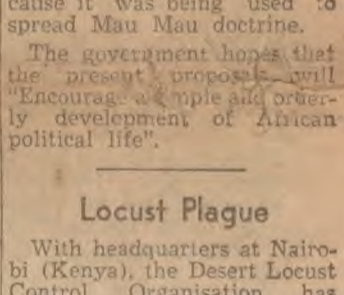 cause it was being used to
spread Mau Mau doctrine.
The government hopes that
the present proposals will
"Encourage a simple and order-
ly development of African
political life".
Locust Plague
With headquarters at Nairo-
bi (Kenya), the Desert Locust
Control Organisation has